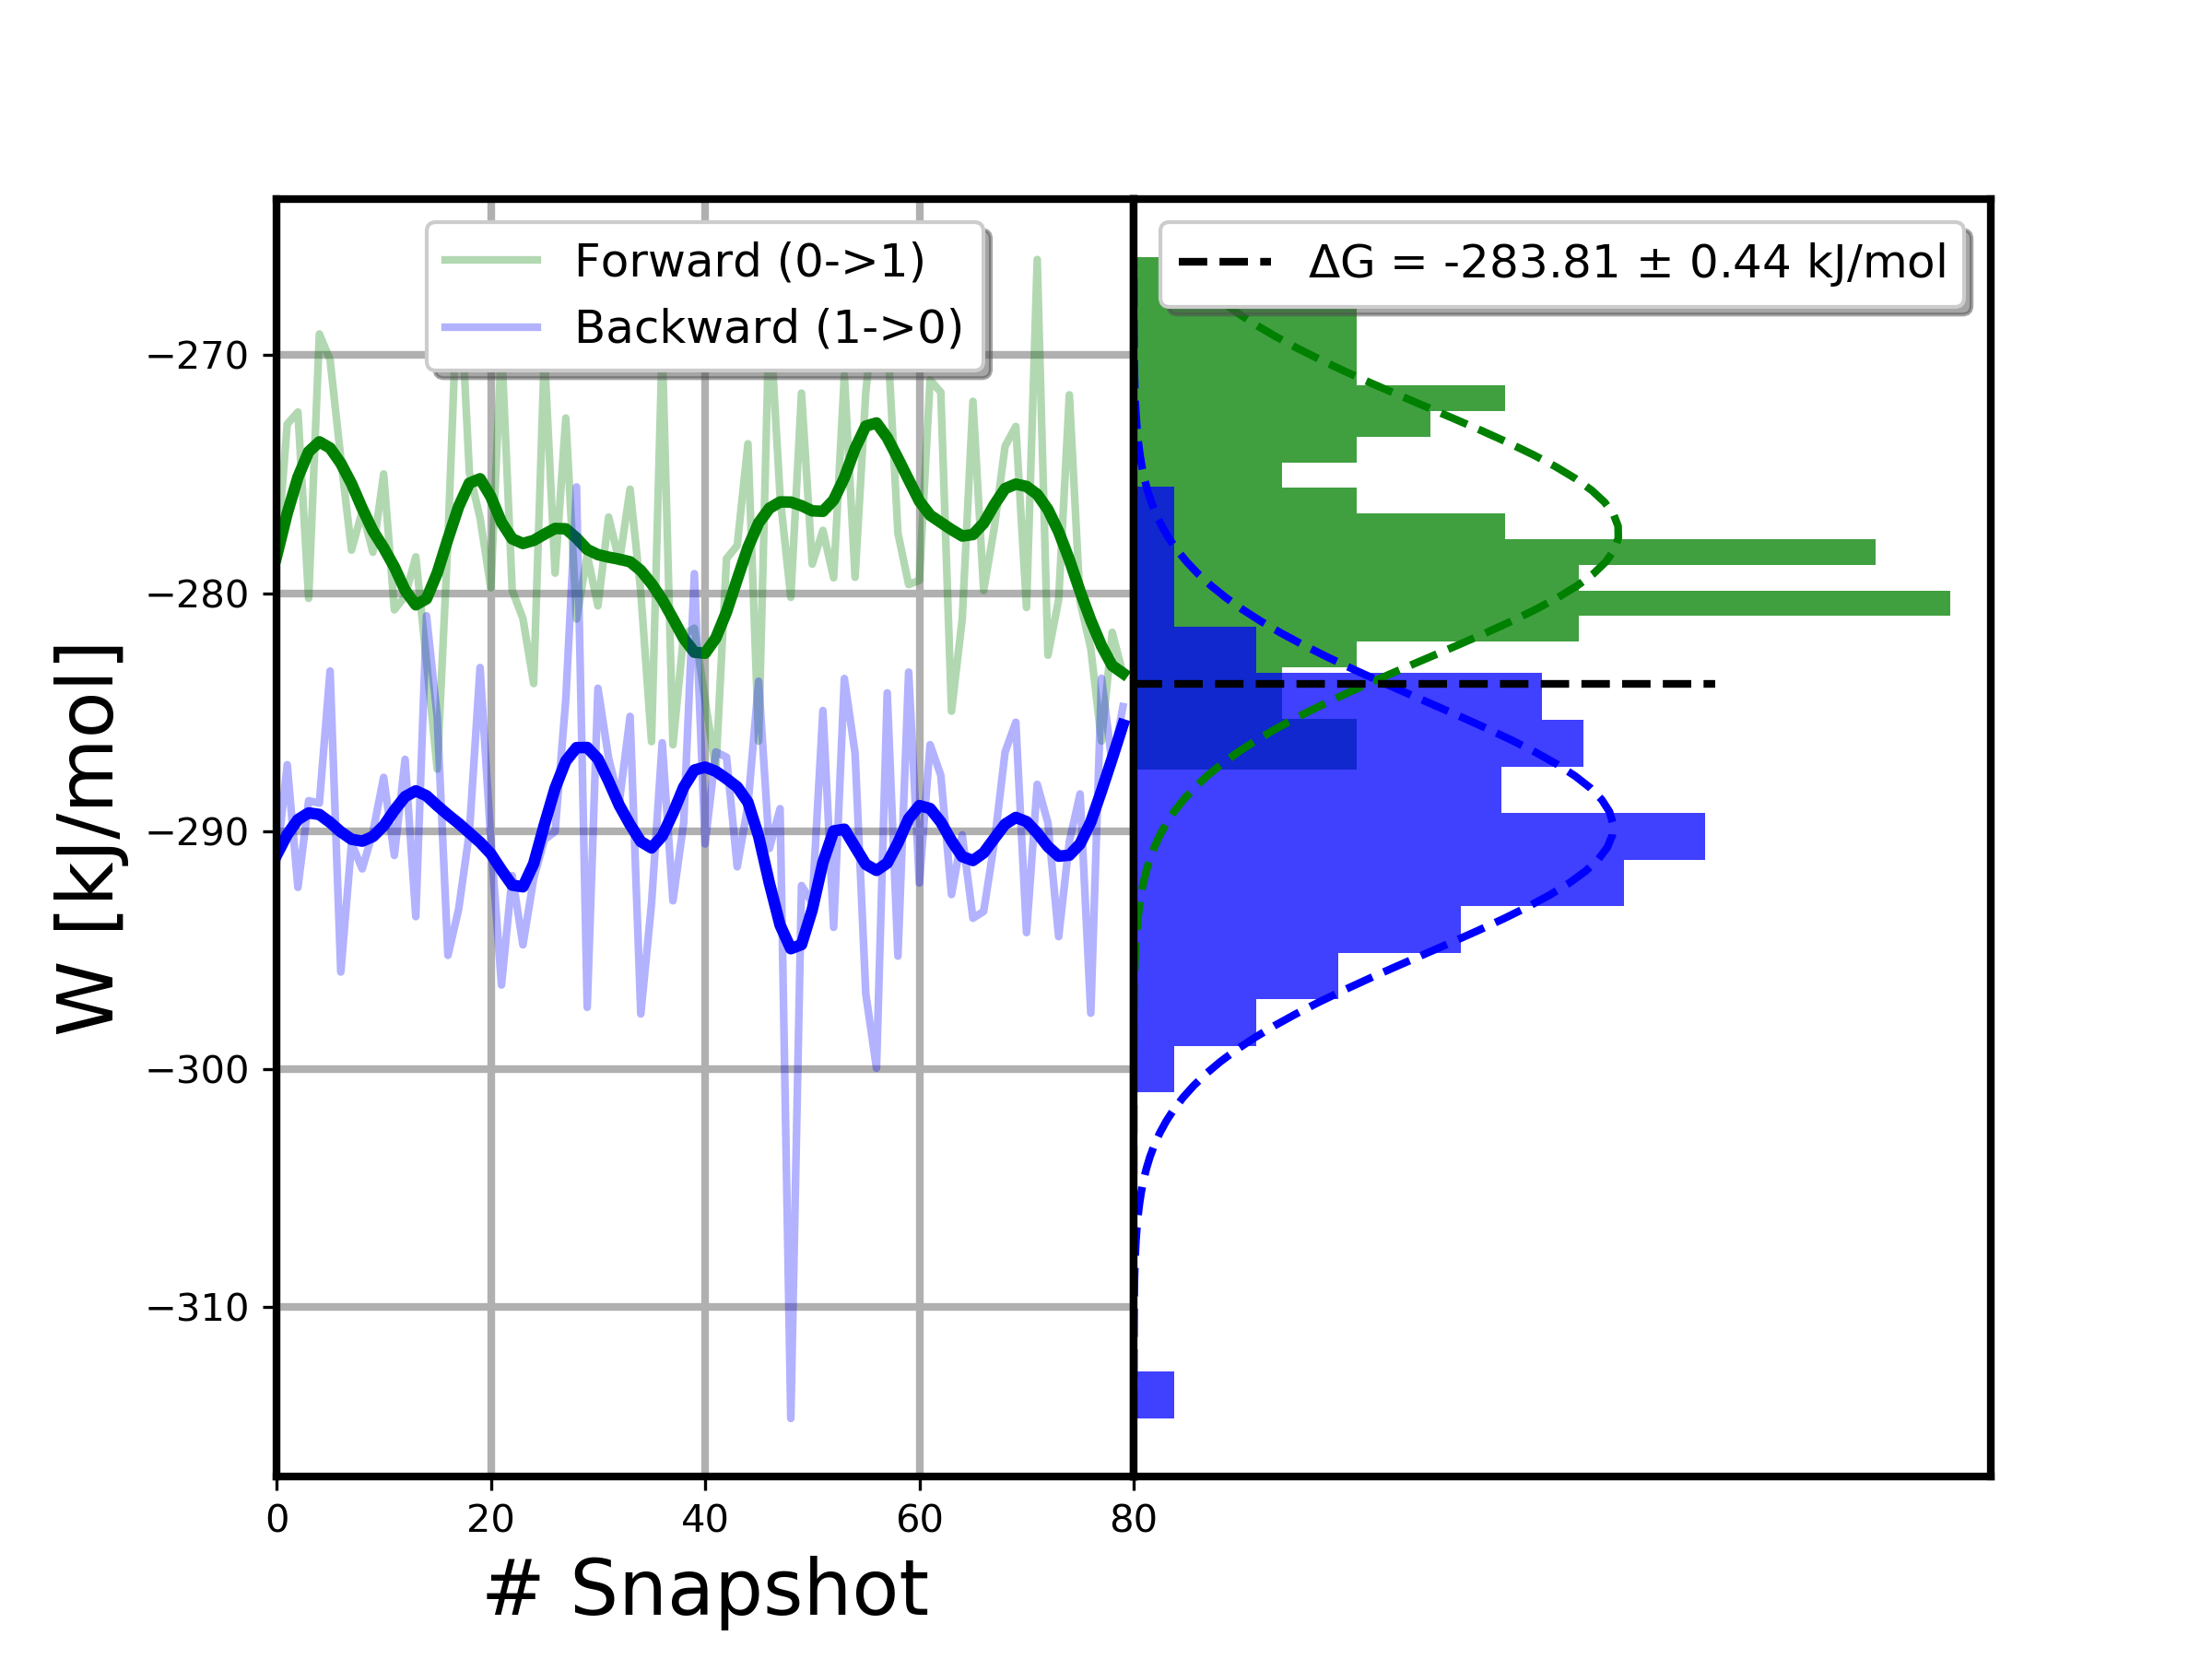 Forward (0->1)
Backward (1->0)
ΔG = -283.81 ± 0.44 kJ/mol
W [kJ/mol]
−270
−280
−290
−300
−310
0 20 40 60 80
# Snapshot